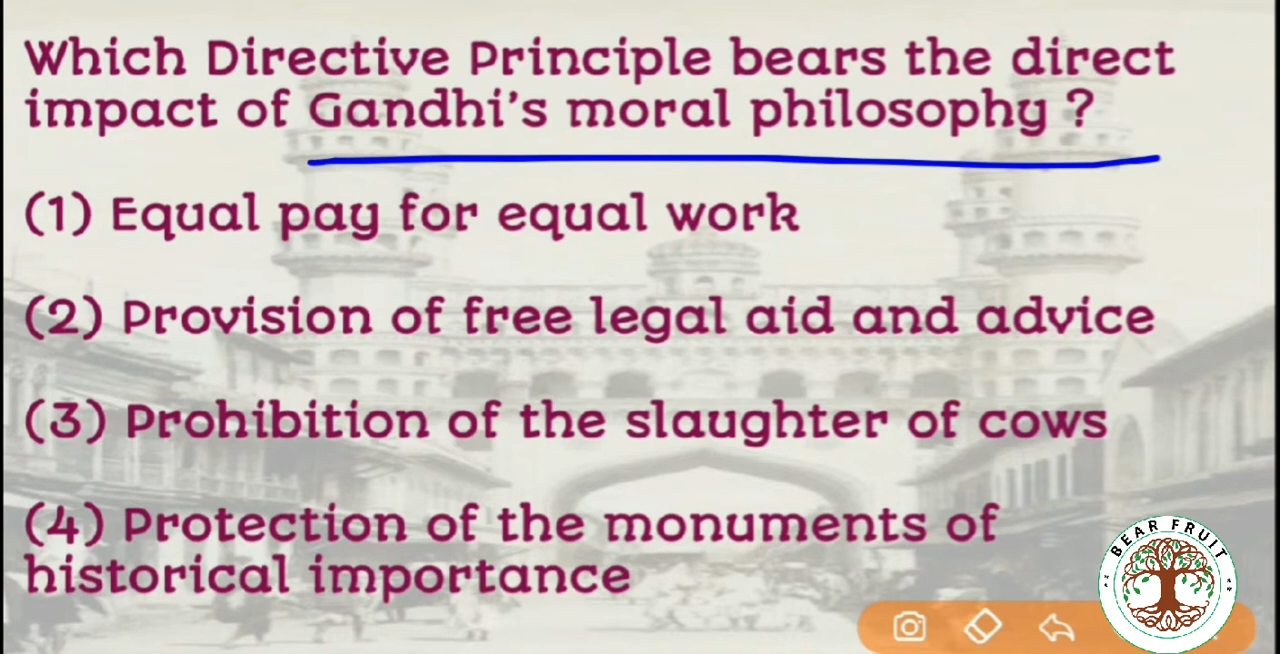 Which Directive Principle bears the direct
impact of Gandhi's moral philosophy ?
(1) Equal pay for equal work
(2) Provision of free legal aid and advice
(3) Prohibition of the slaughter of cows
(4) Protection of the monuments of
historical importance
BEAR FRUIT